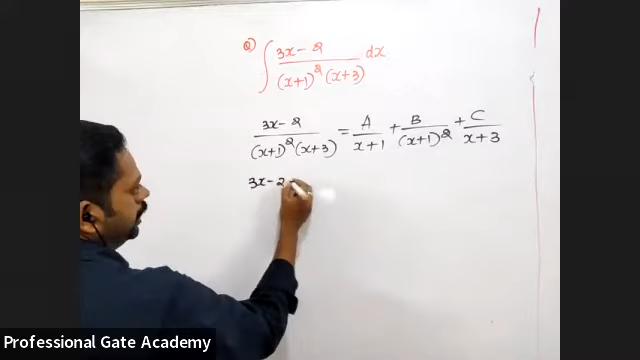 Q) ∫ 3x - 2 / (x+1)² (x+3) dx
3x - 2 / (x+1)² (x+3) = A / x+1 + B / (x+1)² + C / x+3
3x - 2 =
Professional Gate Academy